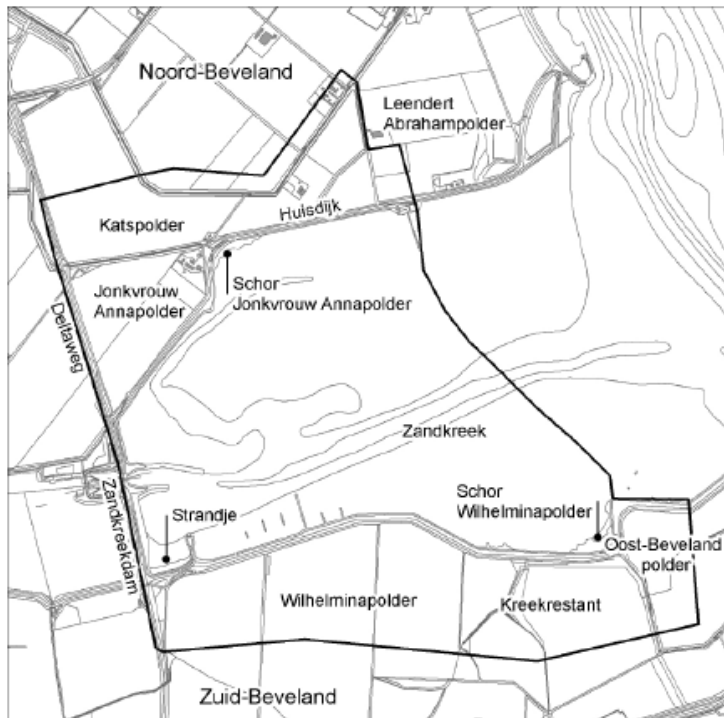 Noord-Beveland
Leendert
Abrahampolder
Huisdijk
Katspolder
Schor
Jonkvrouw Annapolder
Jonkvrouw
Annapolder
Deltaweg
Zandkreek
Schor
Wilhelminapolder
Zandkreekdam
Strandje
Oost-Beveland
polder
Wilhelminapolder
Kreekrestant
Zuid-Beveland